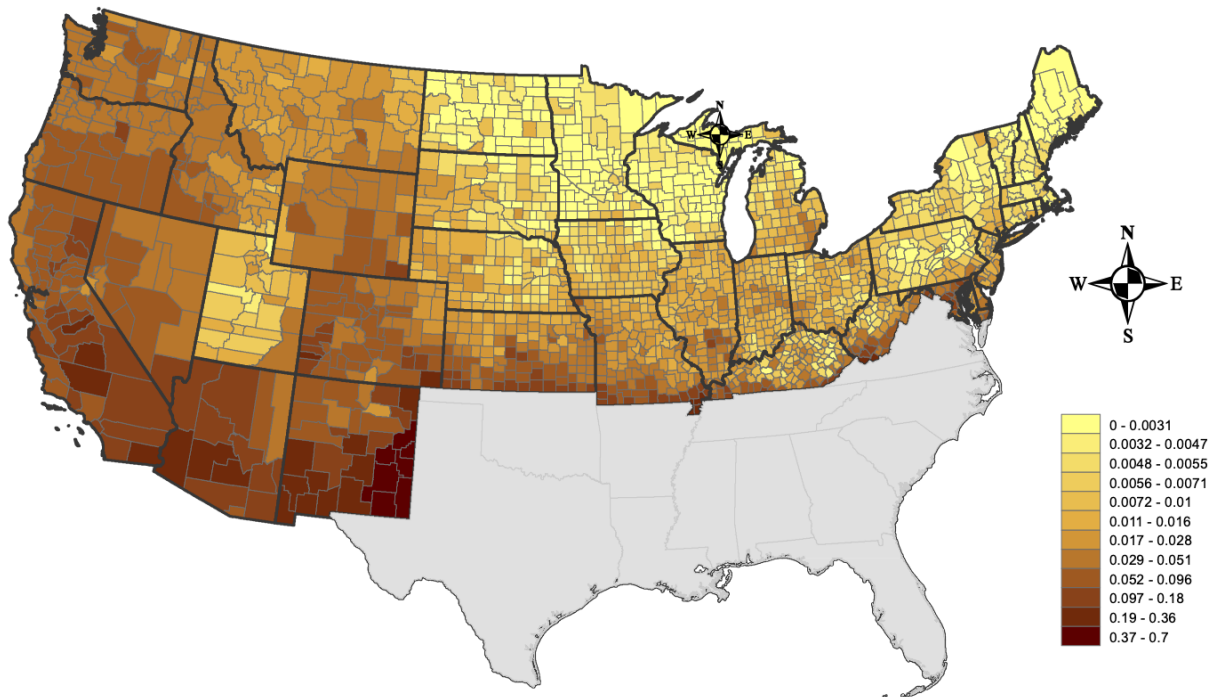 N
W E
S
N
W E
S
0 - 0.0031
0.0032 - 0.0047
0.0048 - 0.0055
0.0056 - 0.0071
0.0072 - 0.01
0.011 - 0.016
0.017 - 0.028
0.029 - 0.051
0.052 - 0.096
0.097 - 0.18
0.19 - 0.36
0.37 - 0.7